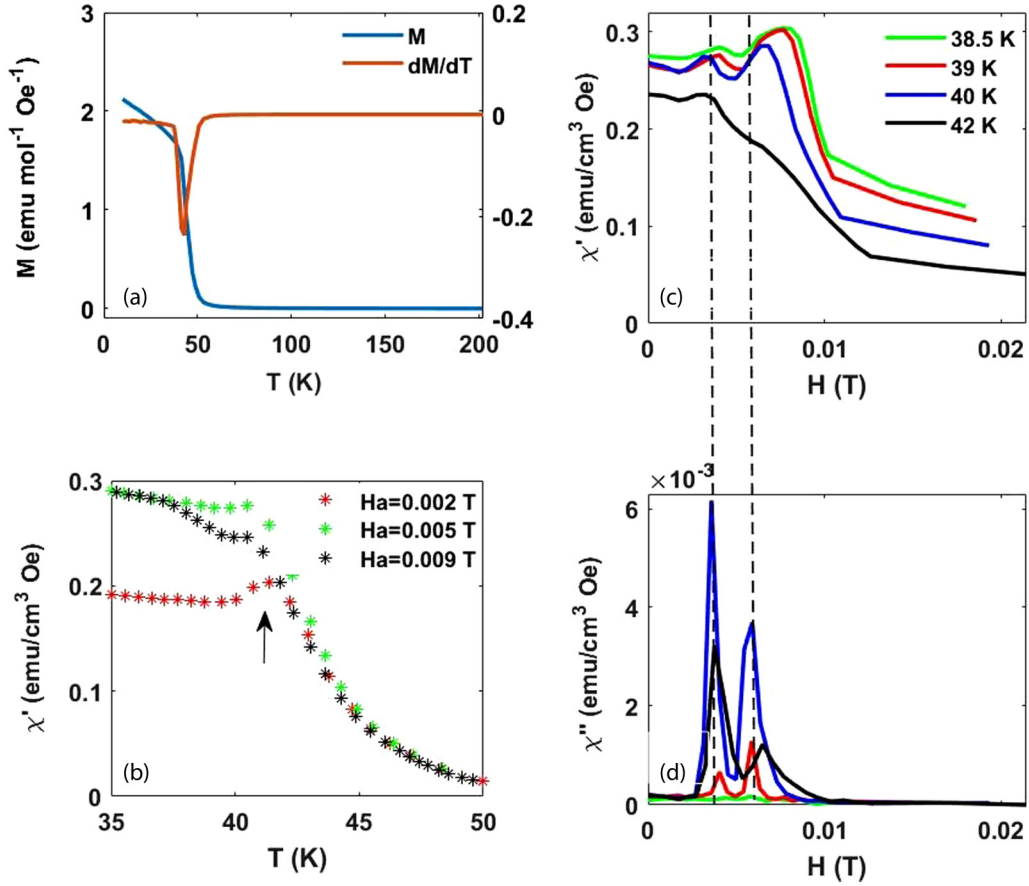 0.2
3
M
dM/dT
2
0
M (emu mol⁻¹ Oe⁻¹)
1
-0.2
(a)
0
-0.4
0 50 100 150 200
T (K)
0.3
38.5 K
39 K
40 K
42 K
0.2
χ' (emu/cm³ Oe)
0.1
(c)
0
0 0.01 0.02
H (T)
0.3
Ha=0.002 T
Ha=0.005 T
Ha=0.009 T
0.2
χ' (emu/cm³ Oe)
0.1
(b)
0
35 40 45 50
T (K)
×10⁻³
6
4
χ" (emu/cm³ Oe)
2
(d)
0
0 0.01 0.02
H (T)